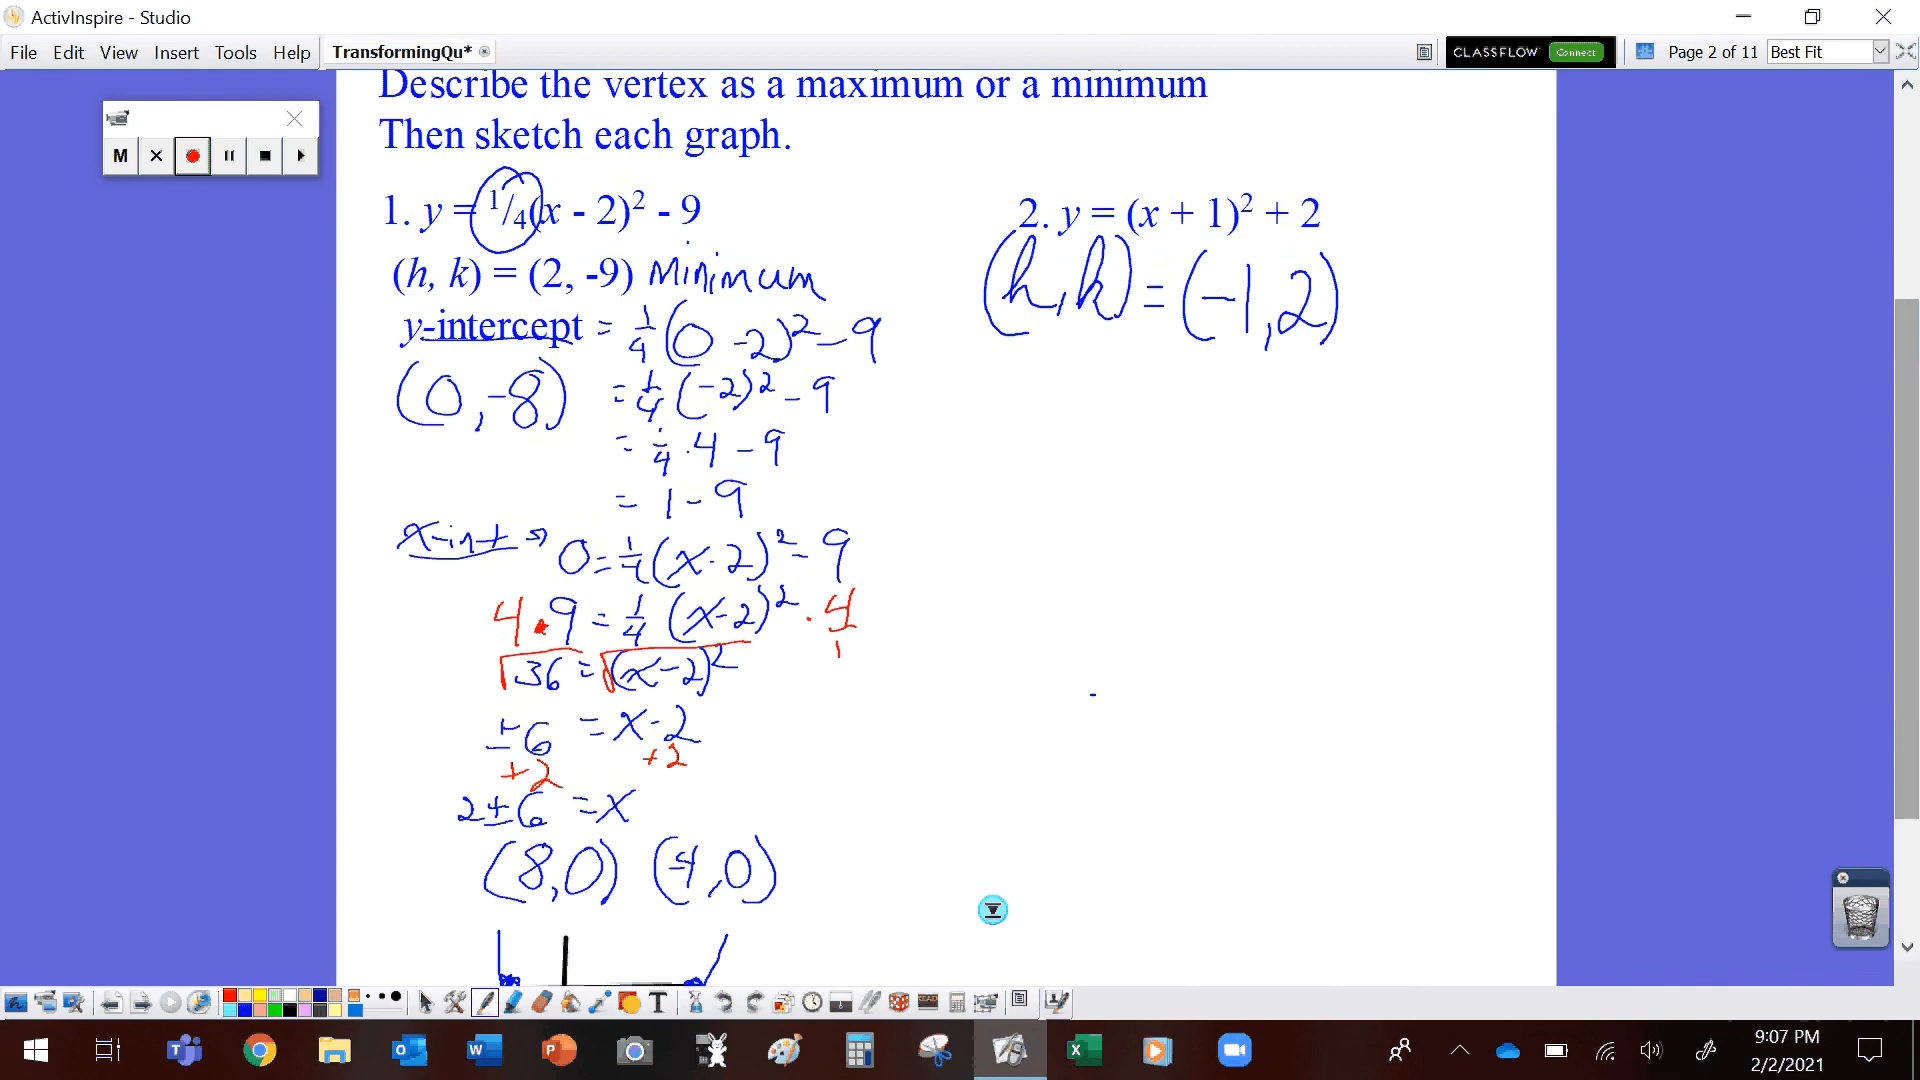 ActivInspire - Studio
File Edit View Insert Tools Help TransformingQu* CLASSFLOW Connect Page 2 of 11 Best Fit
Describe the vertex as a maximum or a minimum
Then sketch each graph.
M
1. y = 1/4(x - 2)² - 9
(h, k) = (2, -9) Minimum
y-intercept = 1/4 (0 -2)² - 9
(0, -8) = 1/4 (-2)² - 9
= 1/4 · 4 - 9
= 1 - 9
x-int → 0 = 1/4 (x - 2)² - 9
4 · 9 = 1/4 (x-2)² · 4/1
√36 = √(x-2)²
±6 = x - 2
+2 +2
2±6 = x
(8,0) (-4,0)
2. y = (x + 1)² + 2
(h, k) = (-1, 2)
9:07 PM
2/2/2021